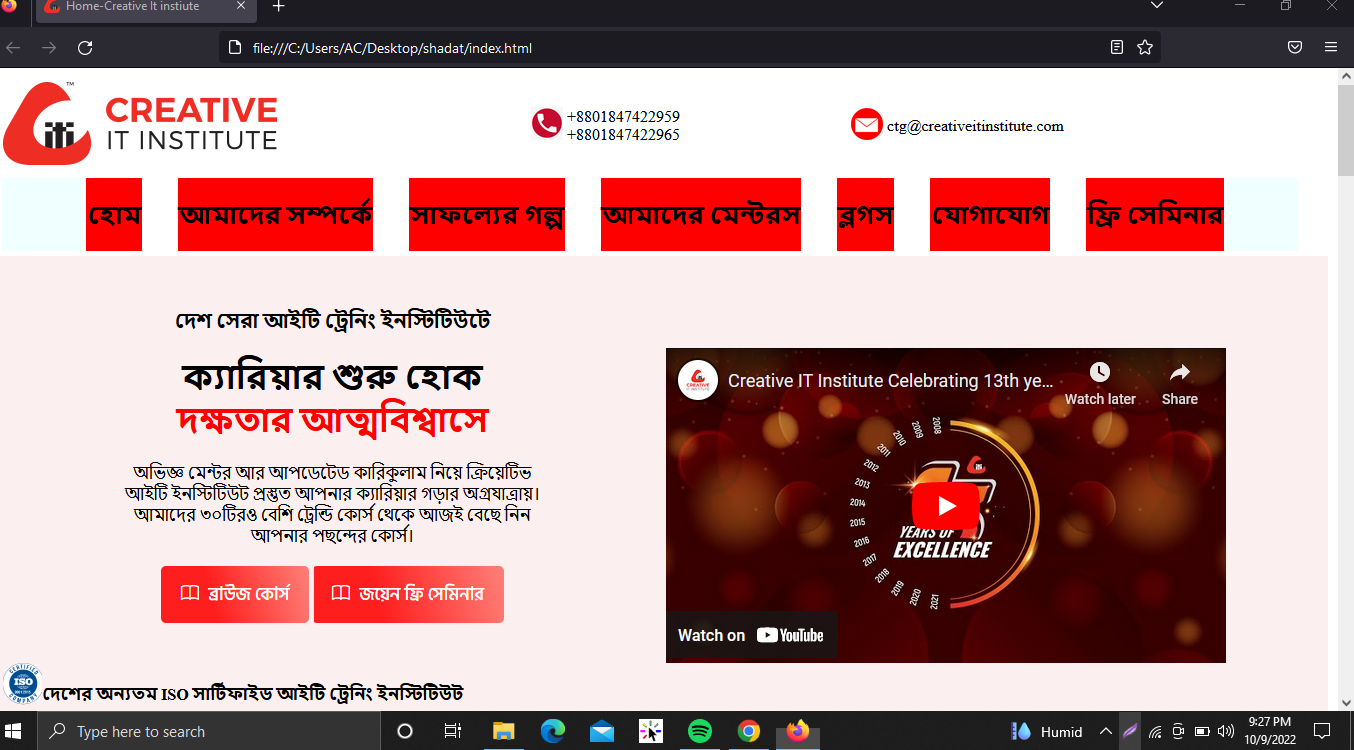 Home-Creative It instiute
file:///C:/Users/AC/Desktop/shadat/index.html
iTi ™
CREATIVE
IT INSTITUTE
+8801847422959
+8801847422965
ctg@creativeitinstitute.com
হোম আমাদের সম্পর্কে সাফল্যের গল্প আমাদের মেন্টরস ব্লগস যোগাযোগ ফ্রি সেমিনার
দেশ সেরা আইটি ট্রেনিং ইনস্টিটিউটে
ক্যারিয়ার শুরু হোক
দক্ষতার আত্মবিশ্বাসে
অভিজ্ঞ মেন্টর আর আপডেটেড কারিকুলাম নিয়ে ক্রিয়েটিভ
আইটি ইনস্টিটিউট প্রস্তুত আপনার ক্যারিয়ার গড়ার অগ্রযাত্রায়।
আমাদের ৩০টিরও বেশি ট্রেন্ডি কোর্স থেকে আজই বেছে নিন
আপনার পছন্দের কোর্স।
ব্রাউজ কোর্স জয়েন ফ্রি সেমিনার
Creative IT Institute Celebrating 13th ye...
Watch later
Share
2008
2009
2010
2011
2012
2013
2014
2015
2016
2017
2018
2019
2020
2021
YEARS OF
EXCELLENCE
Watch on YouTube
CERTIFIED
ISO
COMPANY
দেশের অন্যতম ISO সার্টিফাইড আইটি ট্রেনিং ইনস্টিটিউট
Type here to search
Humid
9:27 PM
10/9/2022